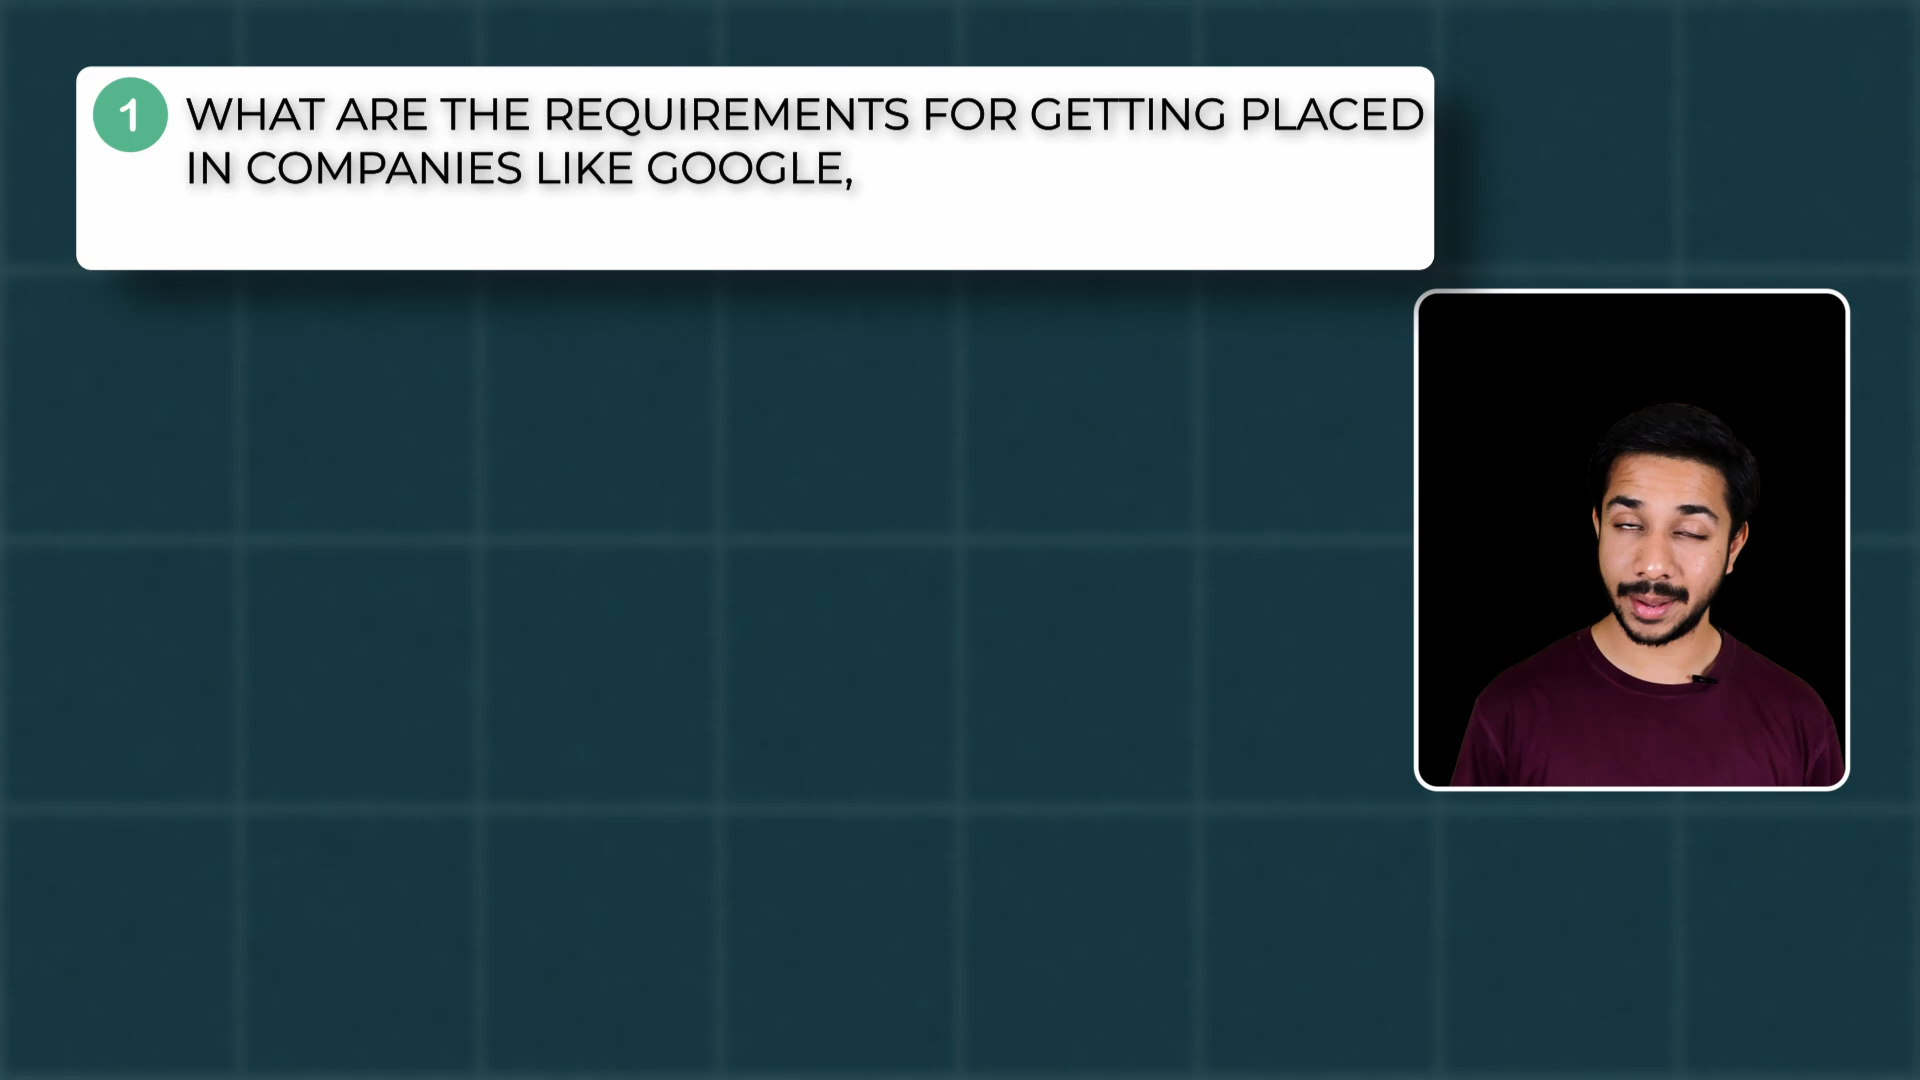 1 WHAT ARE THE REQUIREMENTS FOR GETTING PLACED
IN COMPANIES LIKE GOOGLE,